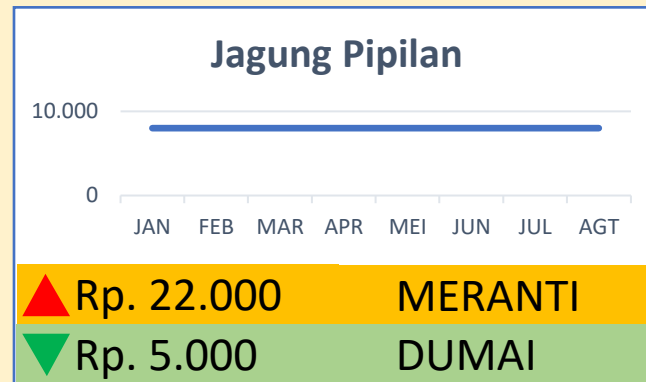 Jagung Pipilan
10.000
0
JAN FEB MAR APR MEI JUN JUL AGT
Rp. 22.000 MERANTI
Rp. 5.000 DUMAI